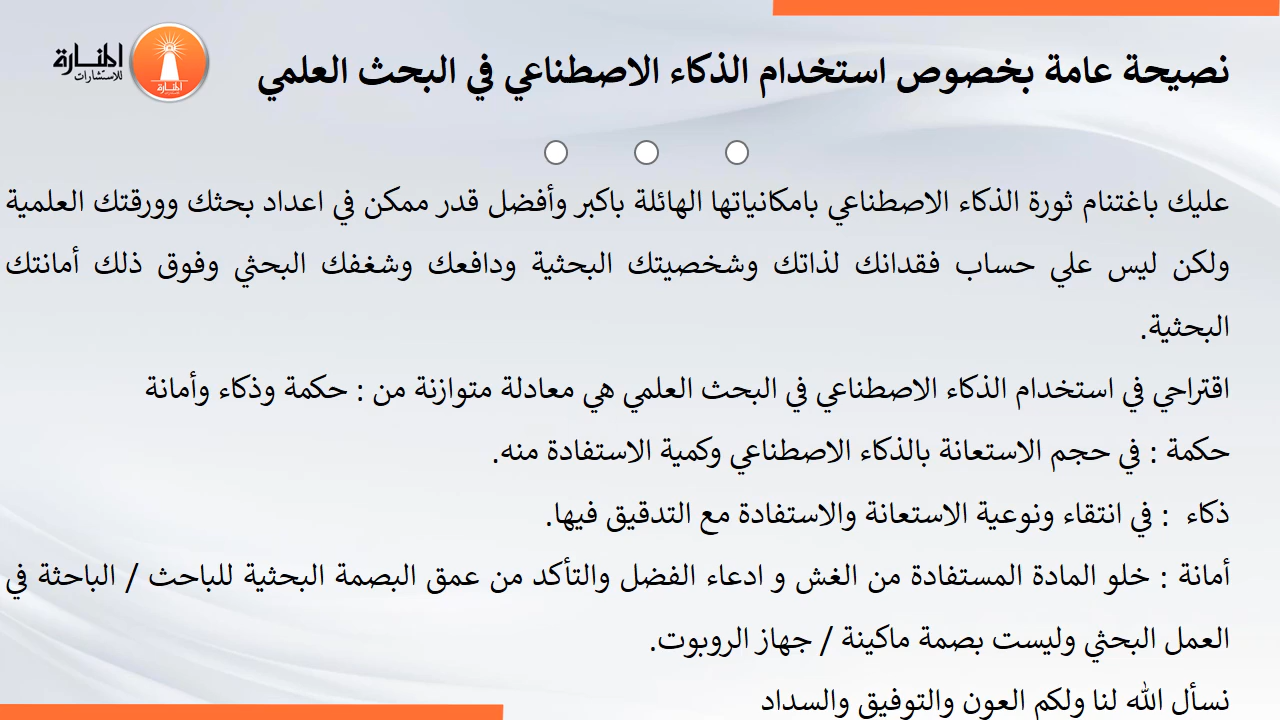 المنارة
للاستشارات
المنارة
نصيحة عامة بخصوص استخدام الذكاء الاصطناعي في البحث العلمي
عليك باغتنام ثورة الذكاء الاصطناعي بامكانياتها الهائلة باكبر وأفضل قدر ممكن في اعداد بحثك وورقتك العلمية
ولكن ليس علي حساب فقدانك لذاتك وشخصيتك البحثية ودافعك وشغفك البحثي وفوق ذلك أمانتك
البحثية.
اقتراحي في استخدام الذكاء الاصطناعي في البحث العلمي هي معادلة متوازنة من : حكمة وذكاء وأمانة
حكمة : في حجم الاستعانة بالذكاء الاصطناعي وكمية الاستفادة منه.
ذكاء : في انتقاء ونوعية الاستعانة والاستفادة مع التدقيق فيها.
أمانة : خلو المادة المستفادة من الغش و ادعاء الفضل والتأكد من عمق البصمة البحثية للباحث / الباحثة في
العمل البحثي وليست بصمة ماكينة / جهاز الروبوت.
نسأل الله لنا ولكم العون والتوفيق والسداد